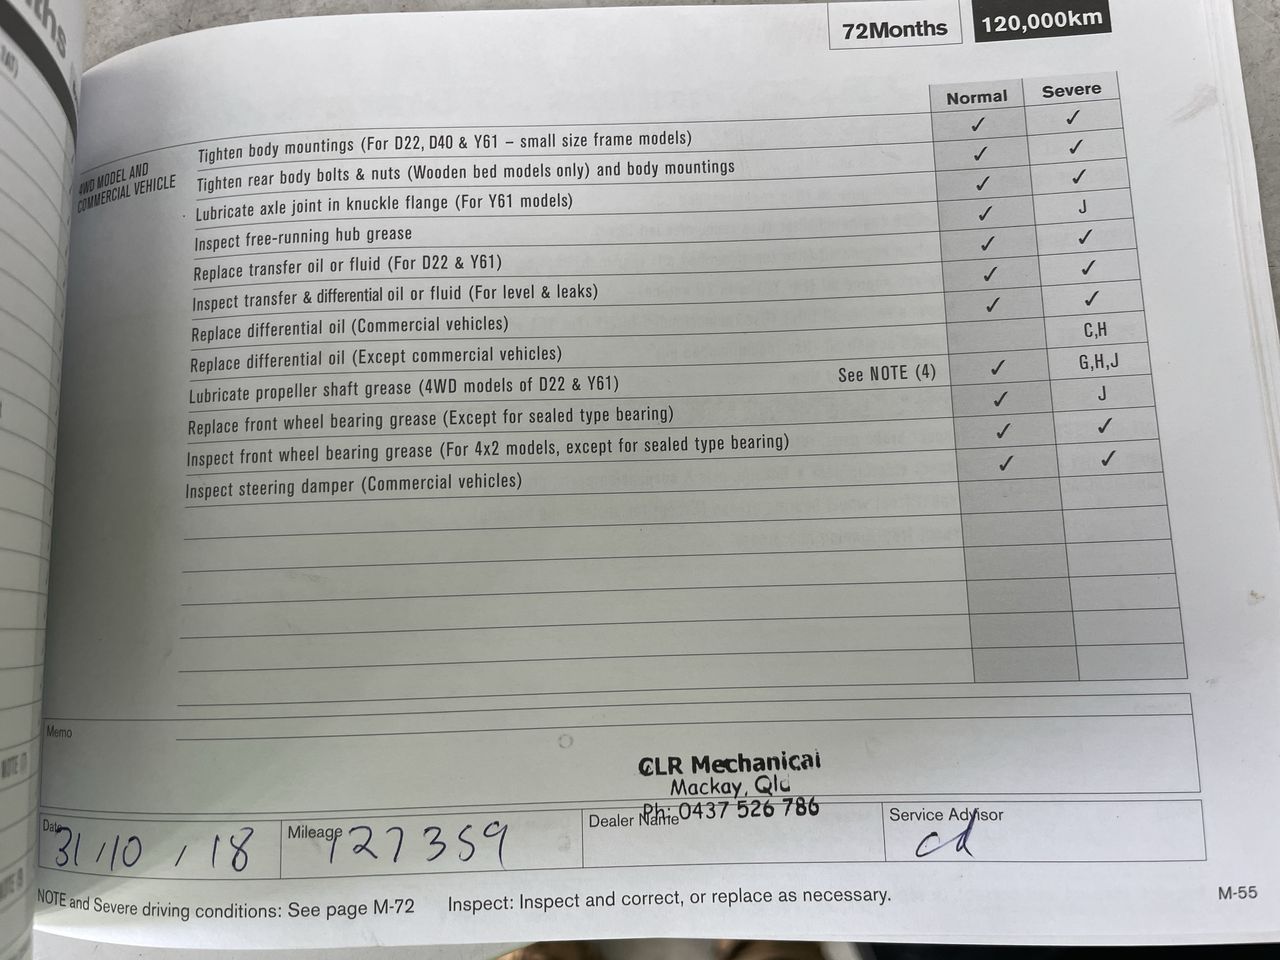 72Months 120,000km
Normal Severe
4WD MODEL AND
COMMERCIAL VEHICLE
Tighten body mountings (For D22, D40 & Y61 – small size frame models) ✓ ✓
Tighten rear body bolts & nuts (Wooden bed models only) and body mountings ✓ ✓
Lubricate axle joint in knuckle flange (For Y61 models) ✓ ✓
Inspect free-running hub grease ✓ J
Replace transfer oil or fluid (For D22 & Y61) ✓ ✓
Inspect transfer & differential oil or fluid (For level & leaks) ✓ ✓
Replace differential oil (Commercial vehicles) ✓ ✓
Replace differential oil (Except commercial vehicles) C,H
Lubricate propeller shaft grease (4WD models of D22 & Y61) See NOTE (4) ✓ G,H,J
Replace front wheel bearing grease (Except for sealed type bearing) ✓ J
Inspect front wheel bearing grease (For 4x2 models, except for sealed type bearing) ✓ ✓
Inspect steering damper (Commercial vehicles) ✓ ✓
Memo
CLR Mechanical
Mackay, Qld
Ph: 0437 526 786
Date 31/10/18 Mileage 127359 Dealer Name Service Advisor cd
NOTE and Severe driving conditions: See page M-72 Inspect: Inspect and correct, or replace as necessary. M-55